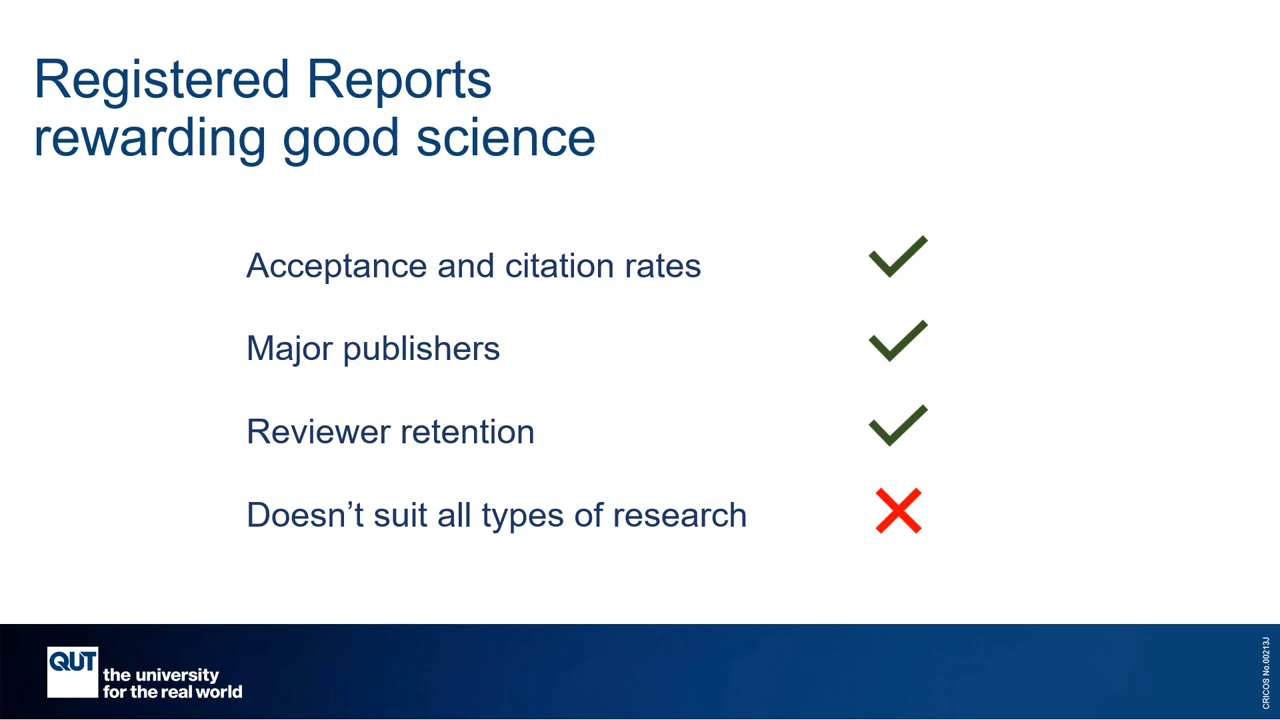 Registered Reports
rewarding good science
Acceptance and citation rates
Major publishers
Reviewer retention
Doesn’t suit all types of research
QUT
the university
for the real world
CRICOS No.00213J